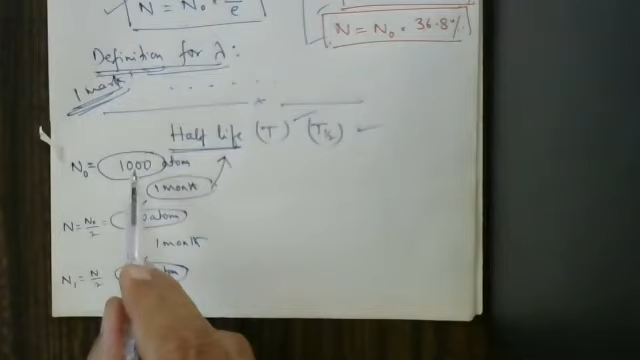 N = N₀ · 1/e
N = N₀ · 36.8%
Definition for λ:
1 mark
Half life (T) (T½)
N₀ = 1000 atom
1 month
N = N₀/2 = 0 atom
1 month
N₁ = N/2